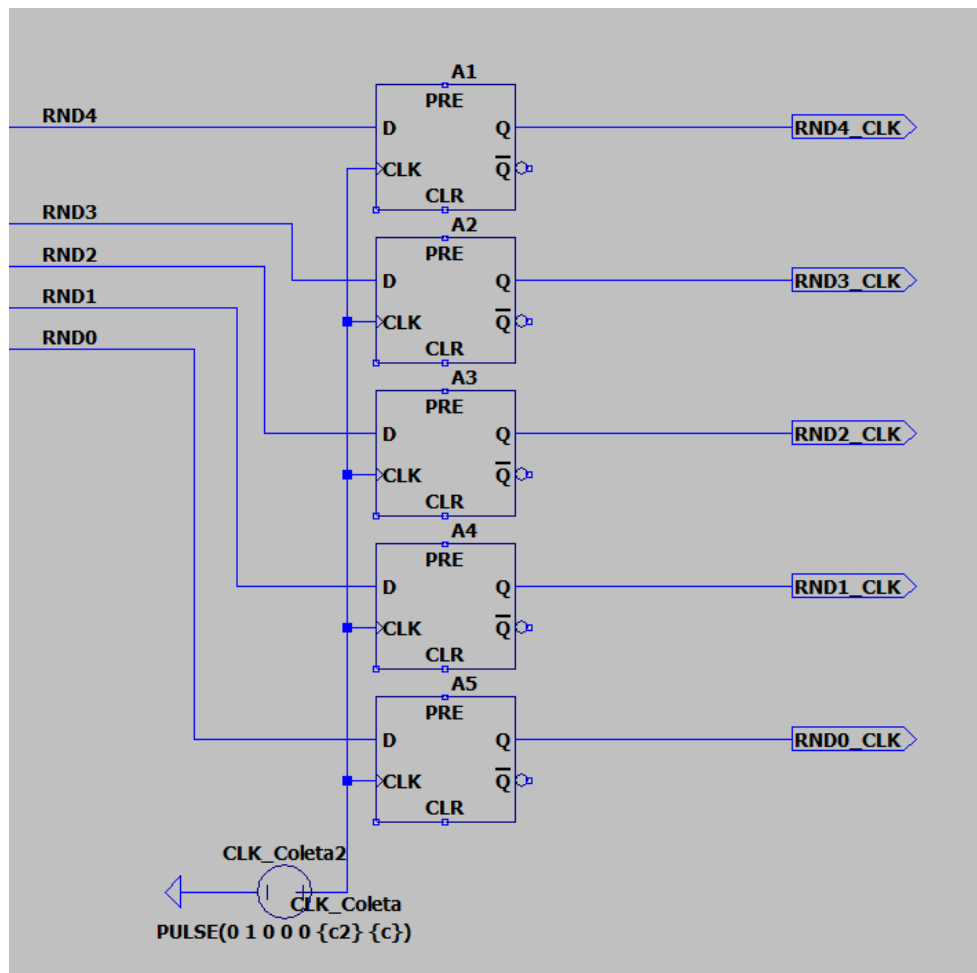 A1
PRE
RND4
D
Q
RND4_CLK
CLK
Q
CLR
RND3
A2
PRE
RND2
D
Q
RND3_CLK
RND1
CLK
Q
RND0
CLR
A3
PRE
D
Q
RND2_CLK
CLK
Q
CLR
A4
PRE
D
Q
RND1_CLK
CLK
Q
CLR
A5
PRE
D
Q
RND0_CLK
CLK
Q
CLR
CLK_Coleta2
CLK_Coleta
PULSE(0 1 0 0 0 {c2} {c})